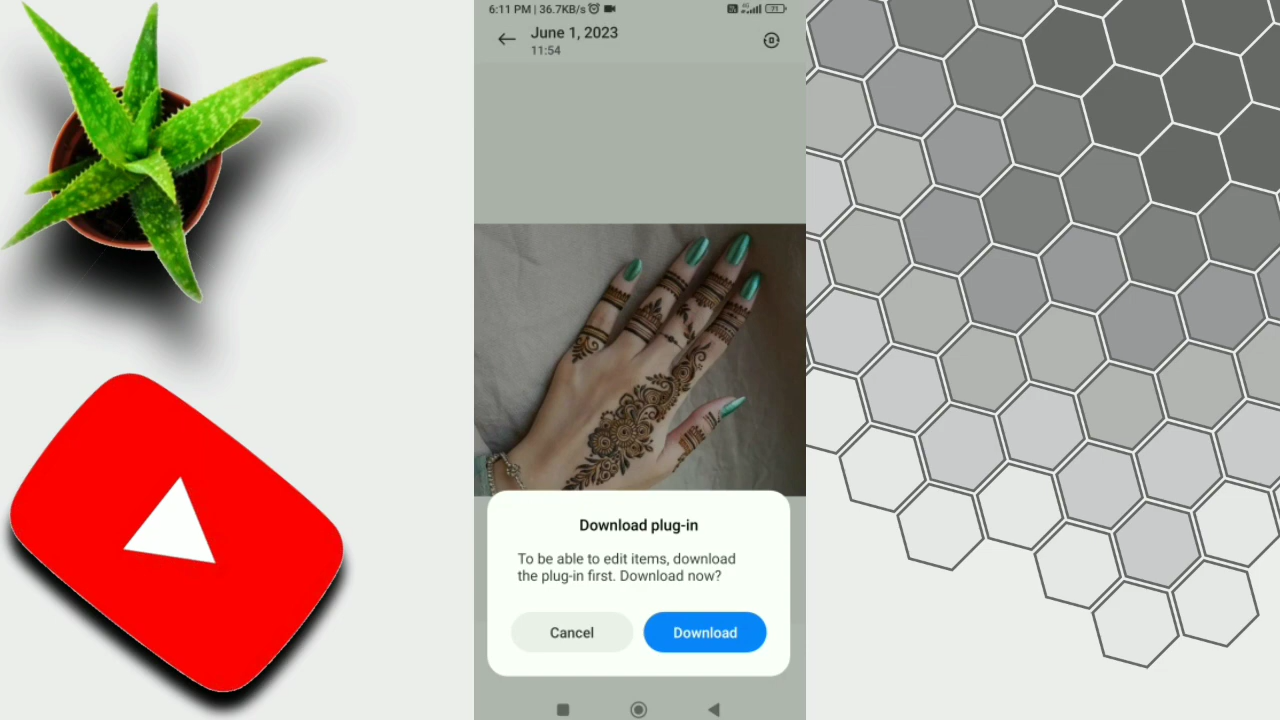 6:11 PM | 36.7KB/s
71
June 1, 2023
11:54
Download plug-in
To be able to edit items, download
the plug-in first. Download now?
Cancel
Download